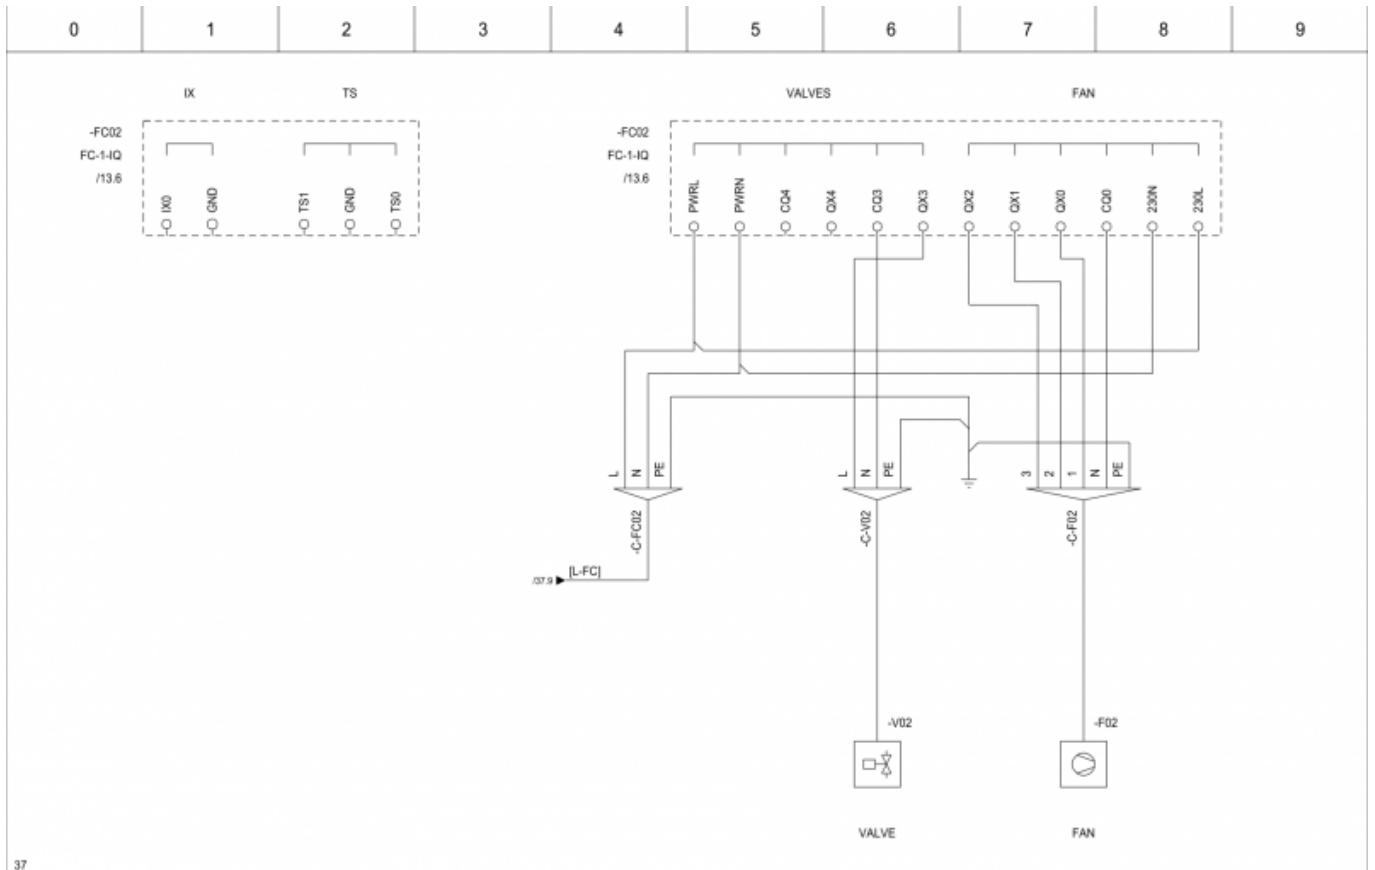 0 1 2 3 4 5 6 7 8 9
IX TS VALVES FAN
-FC02
FC-1-IQ
/13.6
IX0 GND TS1 GND TS0
-FC02
FC-1-IQ
/13.6
PWRL PWRN CQ4 QX4 CQ3 QX3 QX2 QX1 QX0 CQ0 230N 230L
L N PE
L N PE
3 2 1 N PE
-C-FC02
-C-V02
-C-F02
/37.9 [L-FC]
-V02
-F02
VALVE
FAN
37